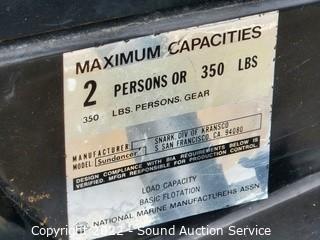 MAXIMUM CAPACITIES
2 PERSONS OR 350 LBS
350 LBS. PERSONS, GEAR
MANUFACTURER SNARK DIV OF KRANSCO
MODEL Sundancer S SAN FRANCISCO, CA. 94080
DESIGN COMPLIANCE WITH BIA REQUIREMENTS BELOW IS
VERIFIED. MFGR RESPONSIBLE FOR PRODUCTION CONTROL.
LOAD CAPACITY
BASIC FLOTATION
NATIONAL MARINE MANUFACTURERS ASSN
Copyright 2022 - Sound Auction Service